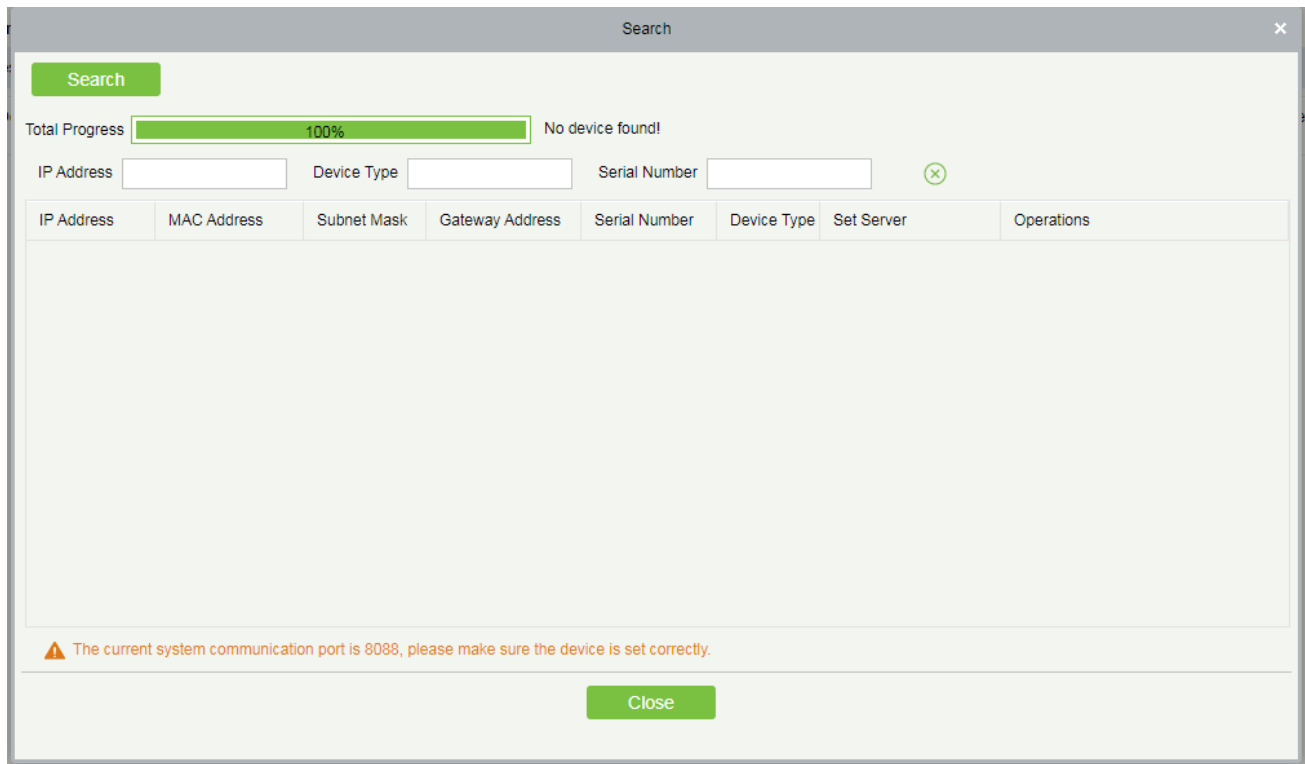 Search
Search
Total Progress 100% No device found!
IP Address Device Type Serial Number
IP Address MAC Address Subnet Mask Gateway Address Serial Number Device Type Set Server Operations
The current system communication port is 8088, please make sure the device is set correctly.
Close